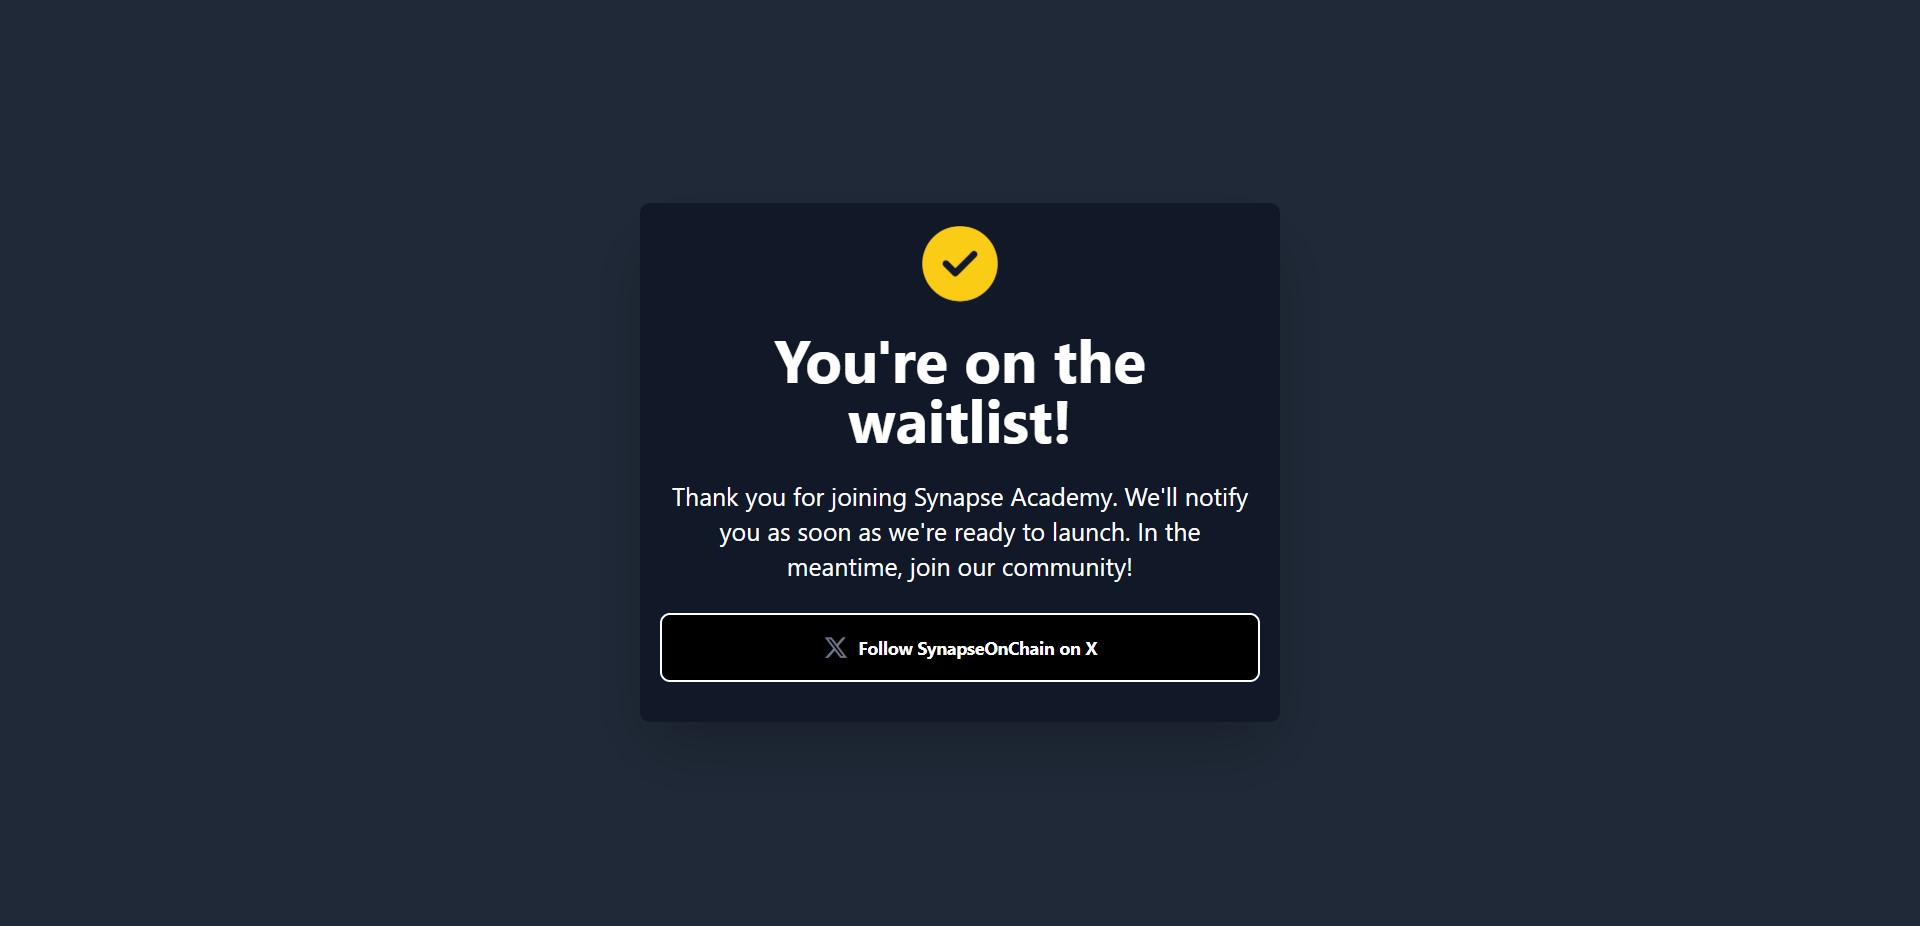 You're on the
waitlist!
Thank you for joining Synapse Academy. We'll notify
you as soon as we're ready to launch. In the
meantime, join our community!
Follow SynapseOnChain on X